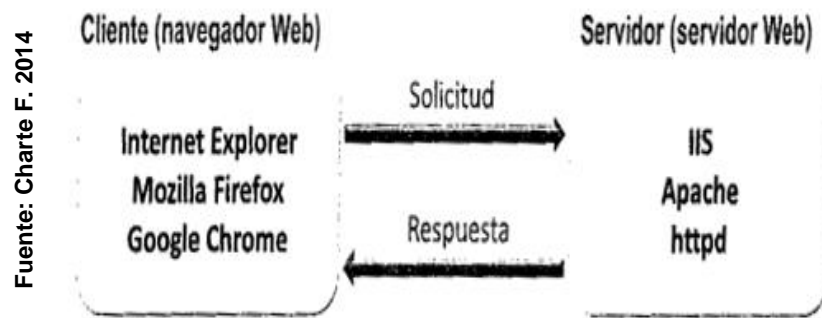 Fuente: Charte F. 2014
Cliente (navegador Web)
Internet Explorer
Mozilla Firefox
Google Chrome
Solicitud
Respuesta
Servidor (servidor Web)
IIS
Apache
httpd